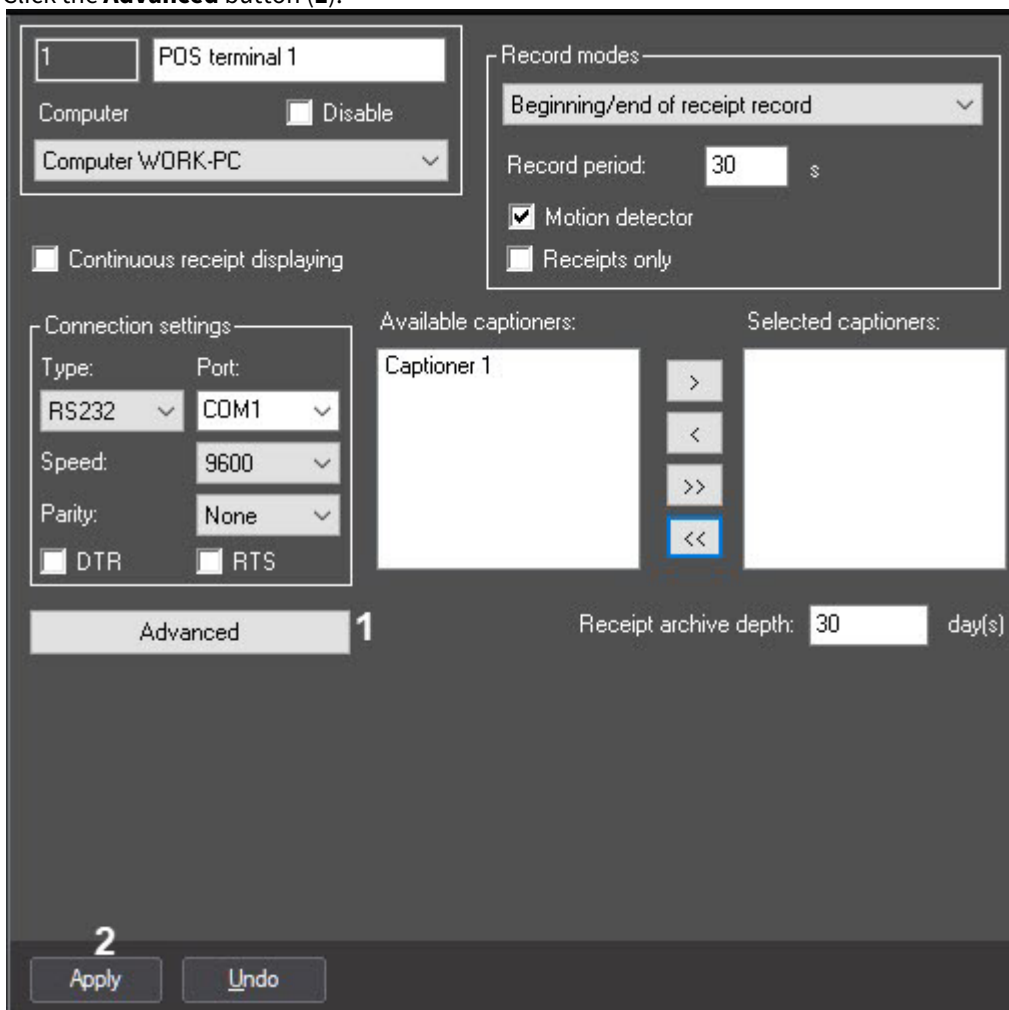 Click the Advanced button (1).
1
POS terminal 1
Computer
Disable
Computer WORK-PC
Continuous receipt displaying
Record modes
Beginning/end of receipt record
Record period:
30
s
Motion detector
Receipts only
Connection settings
Type:
Port:
RS232
COM1
Speed:
9600
Parity:
None
DTR
RTS
Available captioners:
Captioner 1
>
<
>>
<<
Selected captioners:
Advanced
1
Receipt archive depth:
30
day(s)
2
Apply
Undo